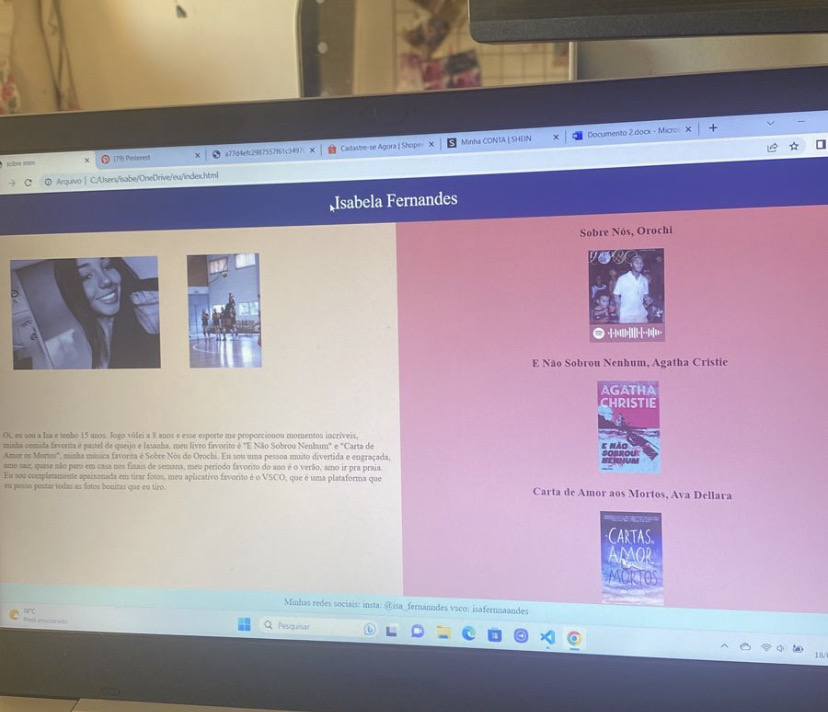 sobre mim
(79) Pinterest
a77d4efc2987557f61c3497
Cadastre-se Agora | Shopee
S Minha CONTA | SHEIN
Documento 2.docx - Micros
Arquivo | C:/Users/isabe/OneDrive/eu/index.html
Isabela Fernandes
Sobre Nós, Orochi
E Não Sobrou Nenhum, Agatha Cristie
AGATHA
CHRISTIE
E NÃO
SOBROU
NENHUM
Carta de Amor aos Mortos, Ava Dellara
CARTAS
AMOR
MORTOS
Oi, eu sou a Isa e tenho 15 anos. Jogo vôlei a 8 anos e esse esporte me proporcionou momentos incríveis,
minha comida favorita é pastel de queijo e lasanha, meu livro favorito é "E Não Sobrou Nenhum" e "Carta de
Amor os Mortos", minha música favorita é Sobre Nós do Orochi. Eu sou uma pessoa muito divertida e engraçada,
amo sair, quase não paro em casa nos finais de semana, meu periodo favorito do ano é o verão, amo ir pra praia.
Eu sou completamente apaixonada em tirar fotos, meu aplicativo favorito é o VSCO, que é uma plataforma que
eu posso postar todas as fotos bonitas que eu tiro.
Minhas redes sociais: insta: @isa_fernanndes vsco: isafernnaandes
Pesquisar
18/